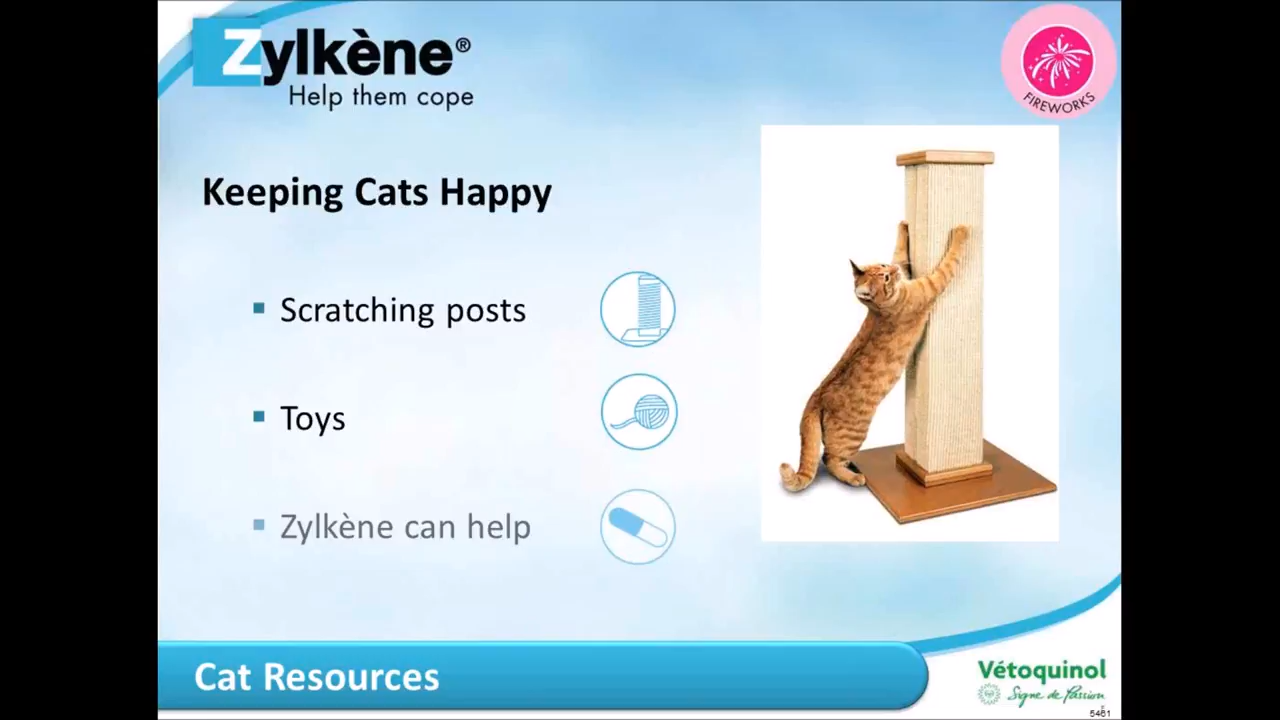 Zylkène®
Help them cope
FIREWORKS
Keeping Cats Happy
Scratching posts
Toys
Zylkène can help
Cat Resources
Vétoquinol
Signe de Passion
5461